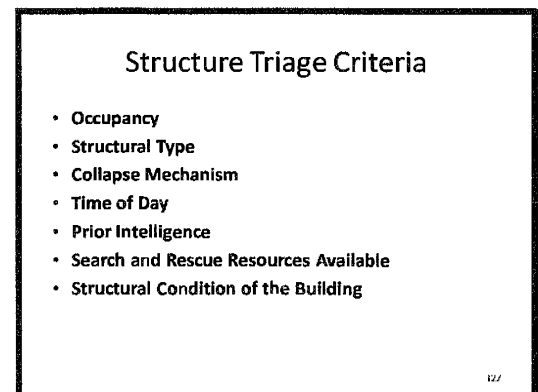 Structure Triage Criteria
• Occupancy
• Structural Type
• Collapse Mechanism
• Time of Day
• Prior Intelligence
• Search and Rescue Resources Available
• Structural Condition of the Building
127